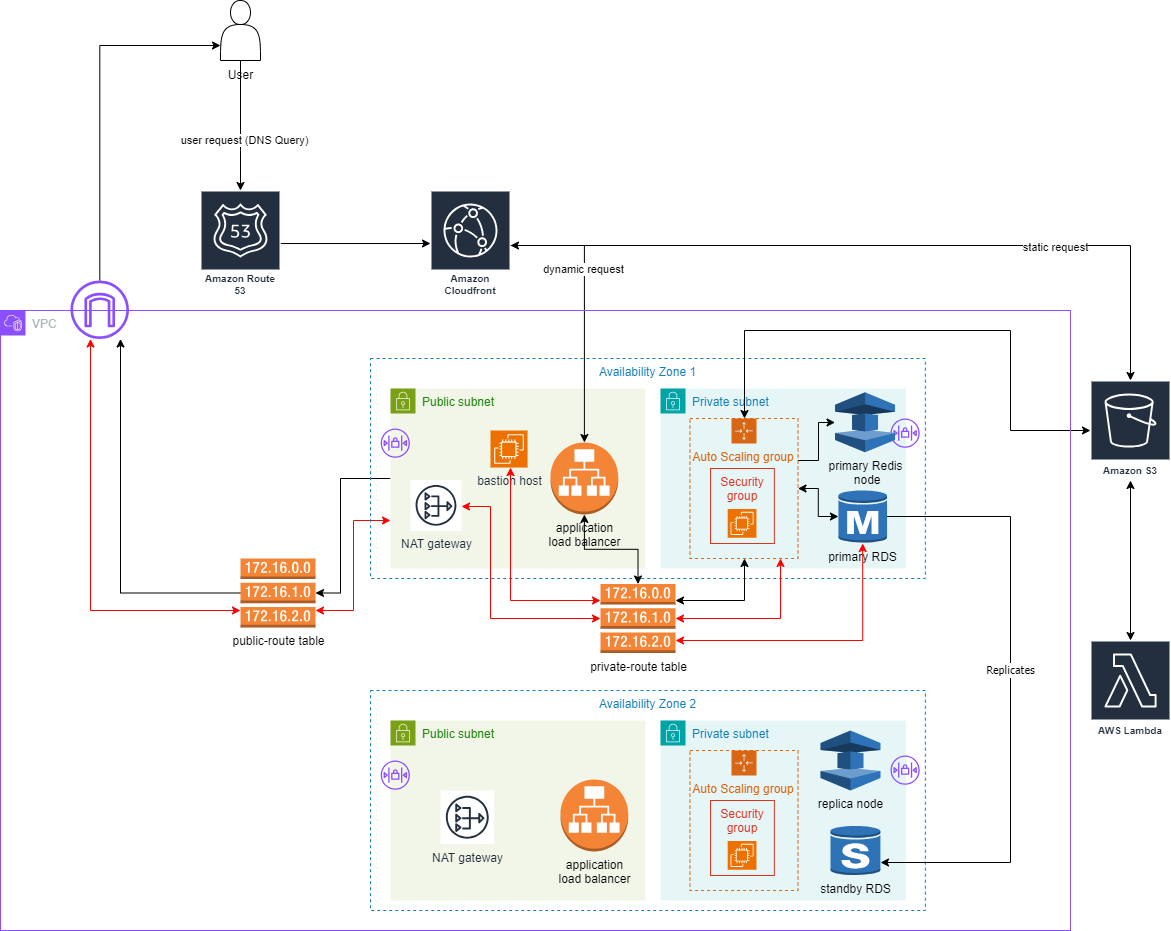 User
user request (DNS Query)
53
Amazon Route
53
Amazon
Cloudfront
dynamic request
static request
VPC
Availability Zone 1
Public subnet
Private subnet
bastion host
NAT gateway
application
load balancer
Auto Scaling group
Security
group
primary Redis
node
M
primary RDS
Amazon S3
172.16.0.0
172.16.1.0
172.16.2.0
public-route table
172.16.0.0
172.16.1.0
172.16.2.0
private-route table
Replicates
AWS Lambda
Availability Zone 2
Public subnet
Private subnet
NAT gateway
application
load balancer
Auto Scaling group
Security
group
replica node
S
standby RDS